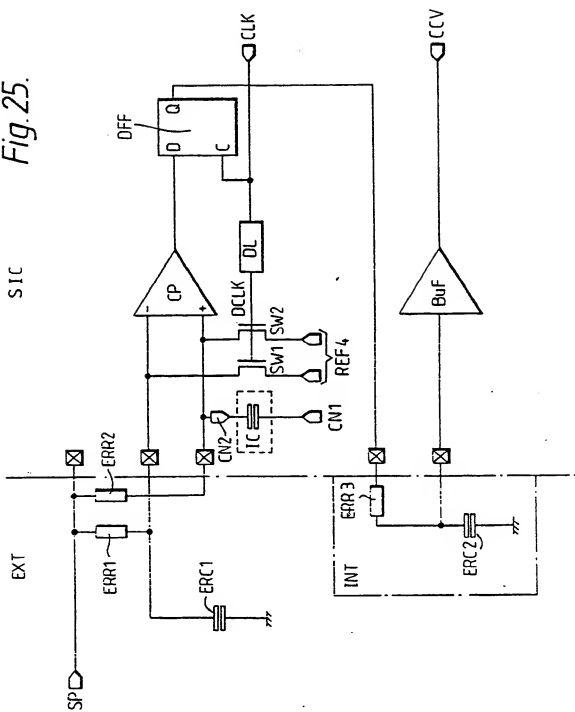 Fig. 25.
SIC
EXT
SP
ERR1
ERR2
ERC1
CP
-
+
DFF
D
Q
C
CLK
DL
DCLK
SW1
SW2
REF4
CN2
IC
CN1
INT
ERR3
ERC2
BuF
CCV